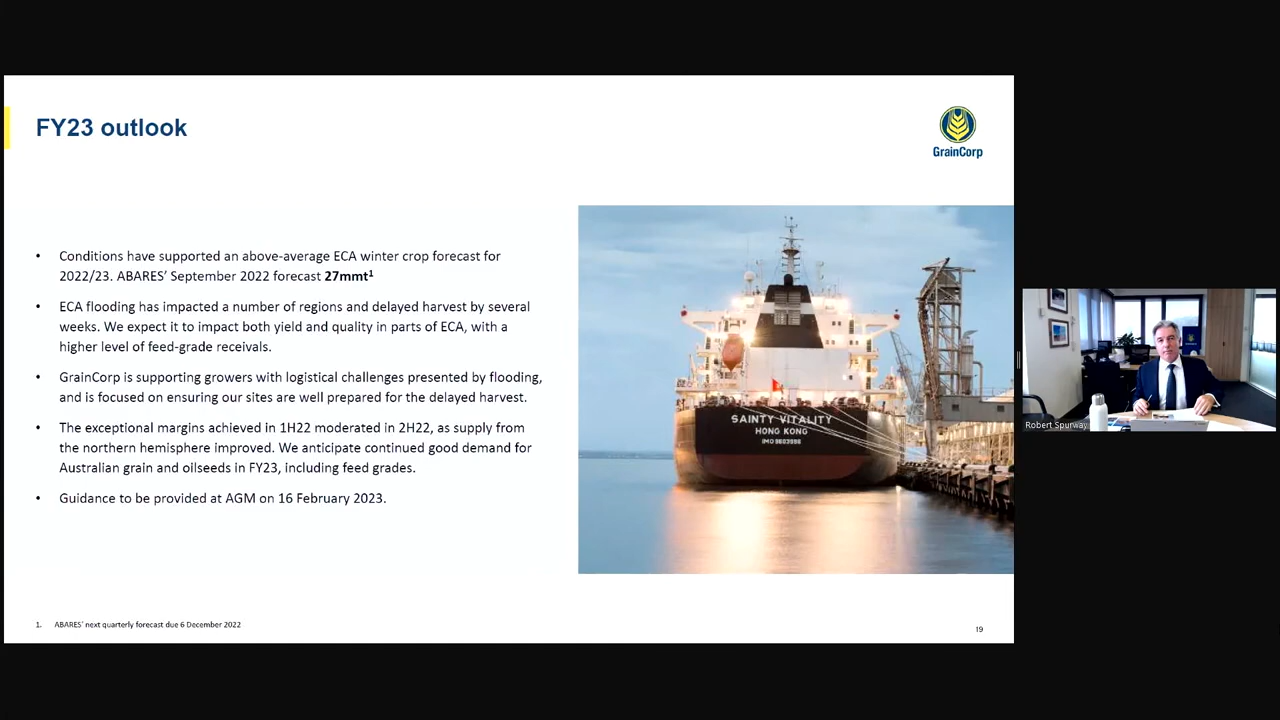 FY23 outlook
GrainCorp
• Conditions have supported an above-average ECA winter crop forecast for
2022/23. ABARES’ September 2022 forecast 27mmt¹
• ECA flooding has impacted a number of regions and delayed harvest by several
weeks. We expect it to impact both yield and quality in parts of ECA, with a
higher level of feed-grade receivals.
• GrainCorp is supporting growers with logistical challenges presented by flooding,
and is focused on ensuring our sites are well prepared for the delayed harvest.
• The exceptional margins achieved in 1H22 moderated in 2H22, as supply from
the northern hemisphere improved. We anticipate continued good demand for
Australian grain and oilseeds in FY23, including feed grades.
• Guidance to be provided at AGM on 16 February 2023.
SAINTY VITALITY
HONG KONG
Robert Spurway
1. ABARES’ next quarterly forecast due 6 December 2022
19